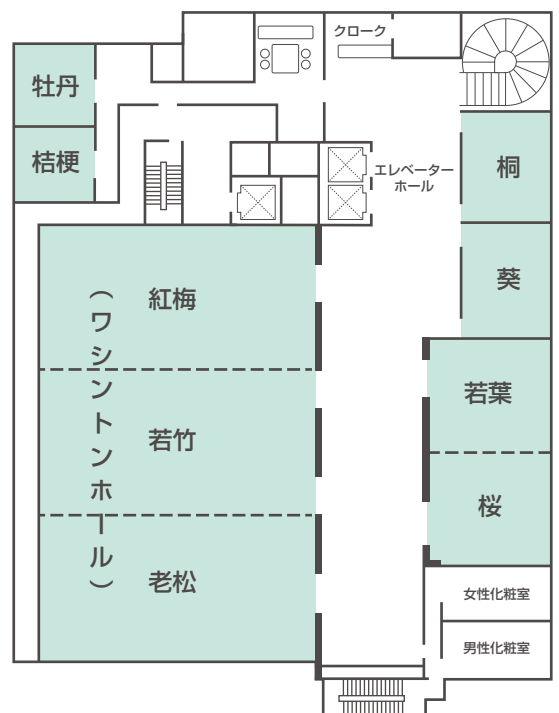 クローク
牡丹
桔梗
エレベーター
ホール
桐
葵
紅梅
(ワシントンホール)
若竹
老松
若葉
桜
女性化粧室
男性化粧室